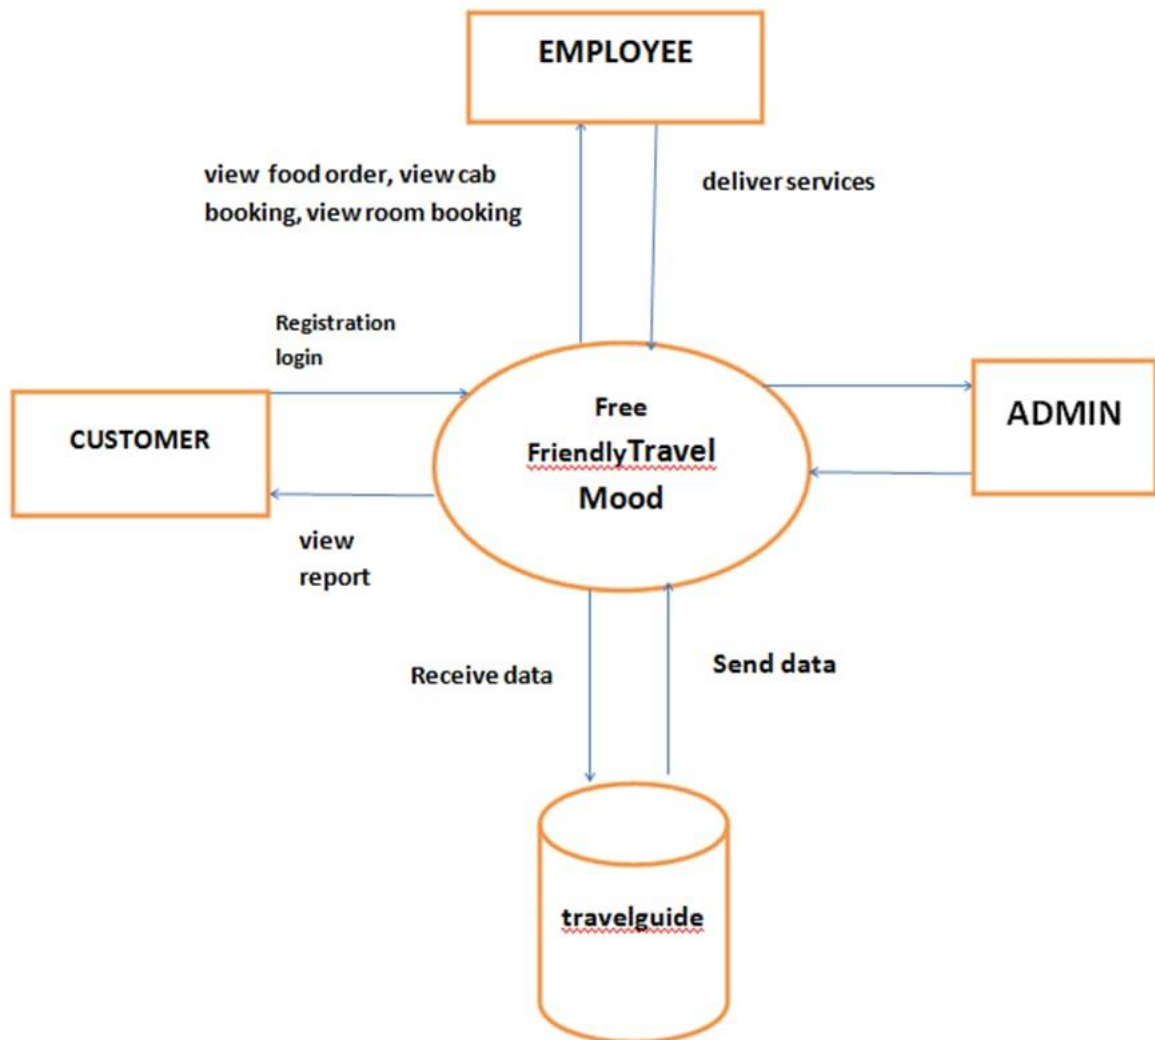 EMPLOYEE
view food order, view cab
booking, view room booking
deliver services
Registration
login
CUSTOMER
Free
FriendlyTravel
Mood
ADMIN
view
report
Receive data
Send data
travelguide